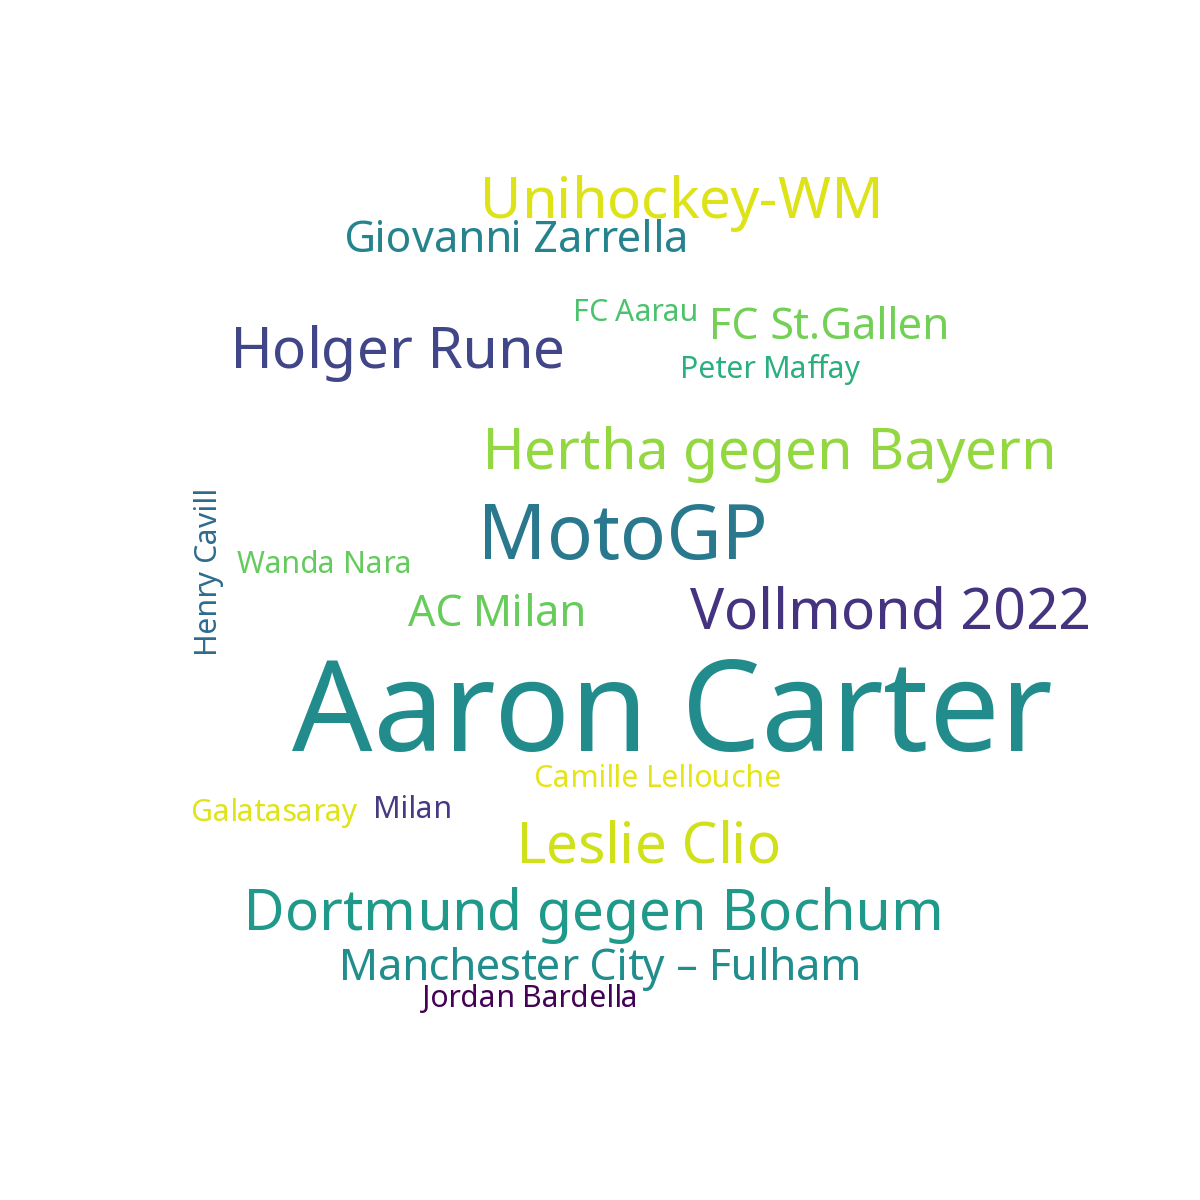 Unihockey-WM
Giovanni Zarrella
FC Aarau
FC St.Gallen
Holger Rune
Peter Maffay
Hertha gegen Bayern
MotoGP
Henry Cavill
Wanda Nara
AC Milan
Vollmond 2022
Aaron Carter
Camille Lellouche
Galatasaray
Milan
Leslie Clio
Dortmund gegen Bochum
Manchester City – Fulham
Jordan Bardella